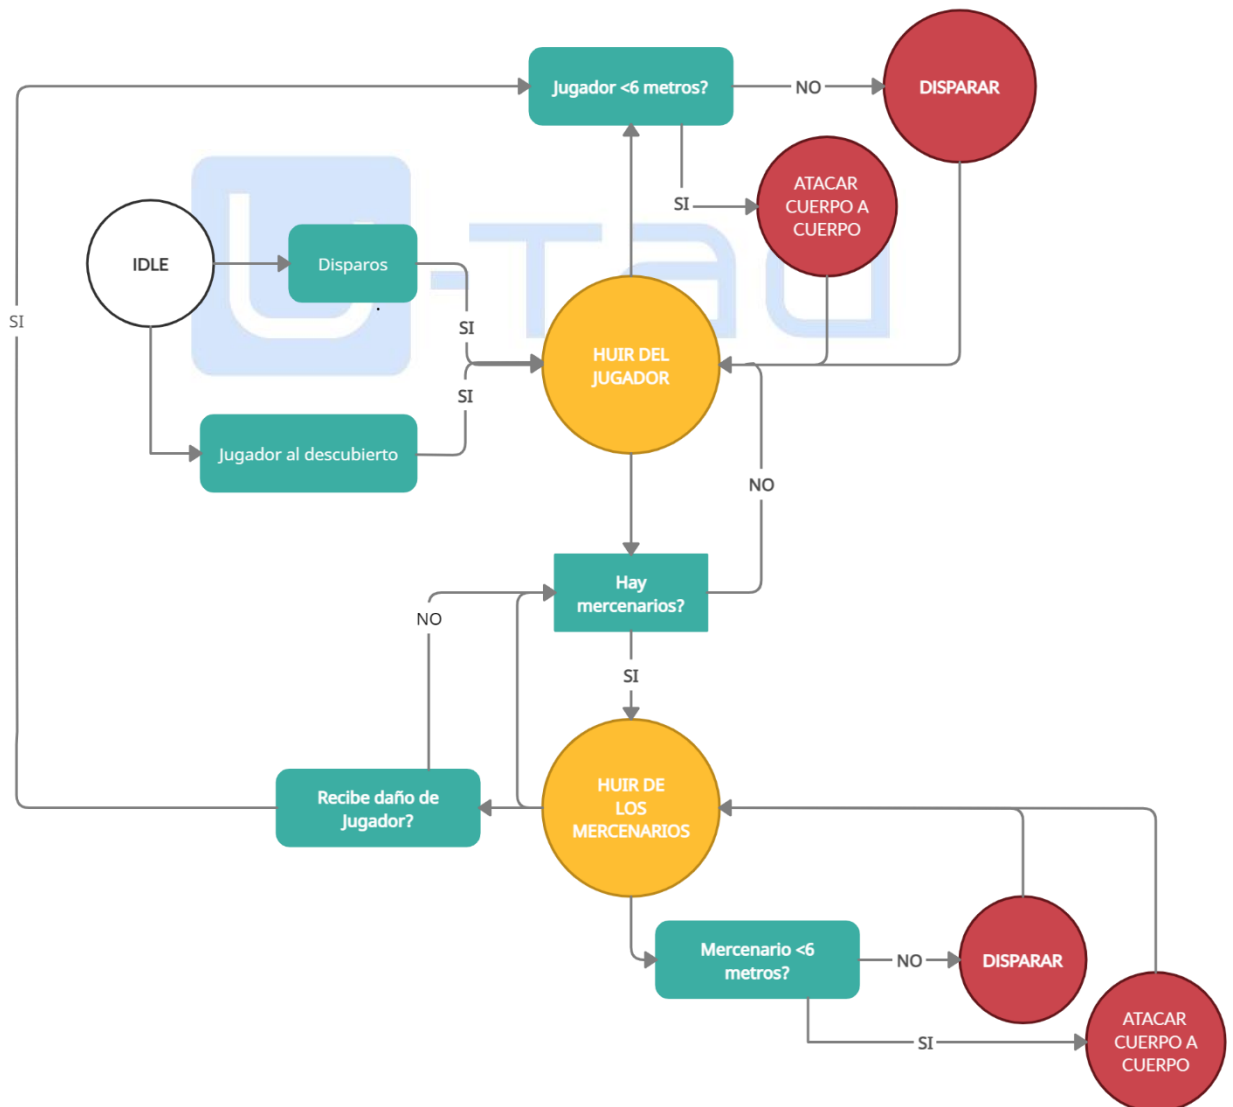 Jugador <6 metros?
NO
DISPARAR
SI
ATACAR
CUERPO A
CUERPO
IDLE
Disparos
U-Tad
SI
SI
HUIR DEL
JUGADOR
SI
Jugador al descubierto
NO
Hay
mercenarios?
NO
SI
Recibe daño de
Jugador?
HUIR DE
LOS
MERCENARIOS
Mercenario <6
metros?
NO
DISPARAR
SI
ATACAR
CUERPO A
CUERPO